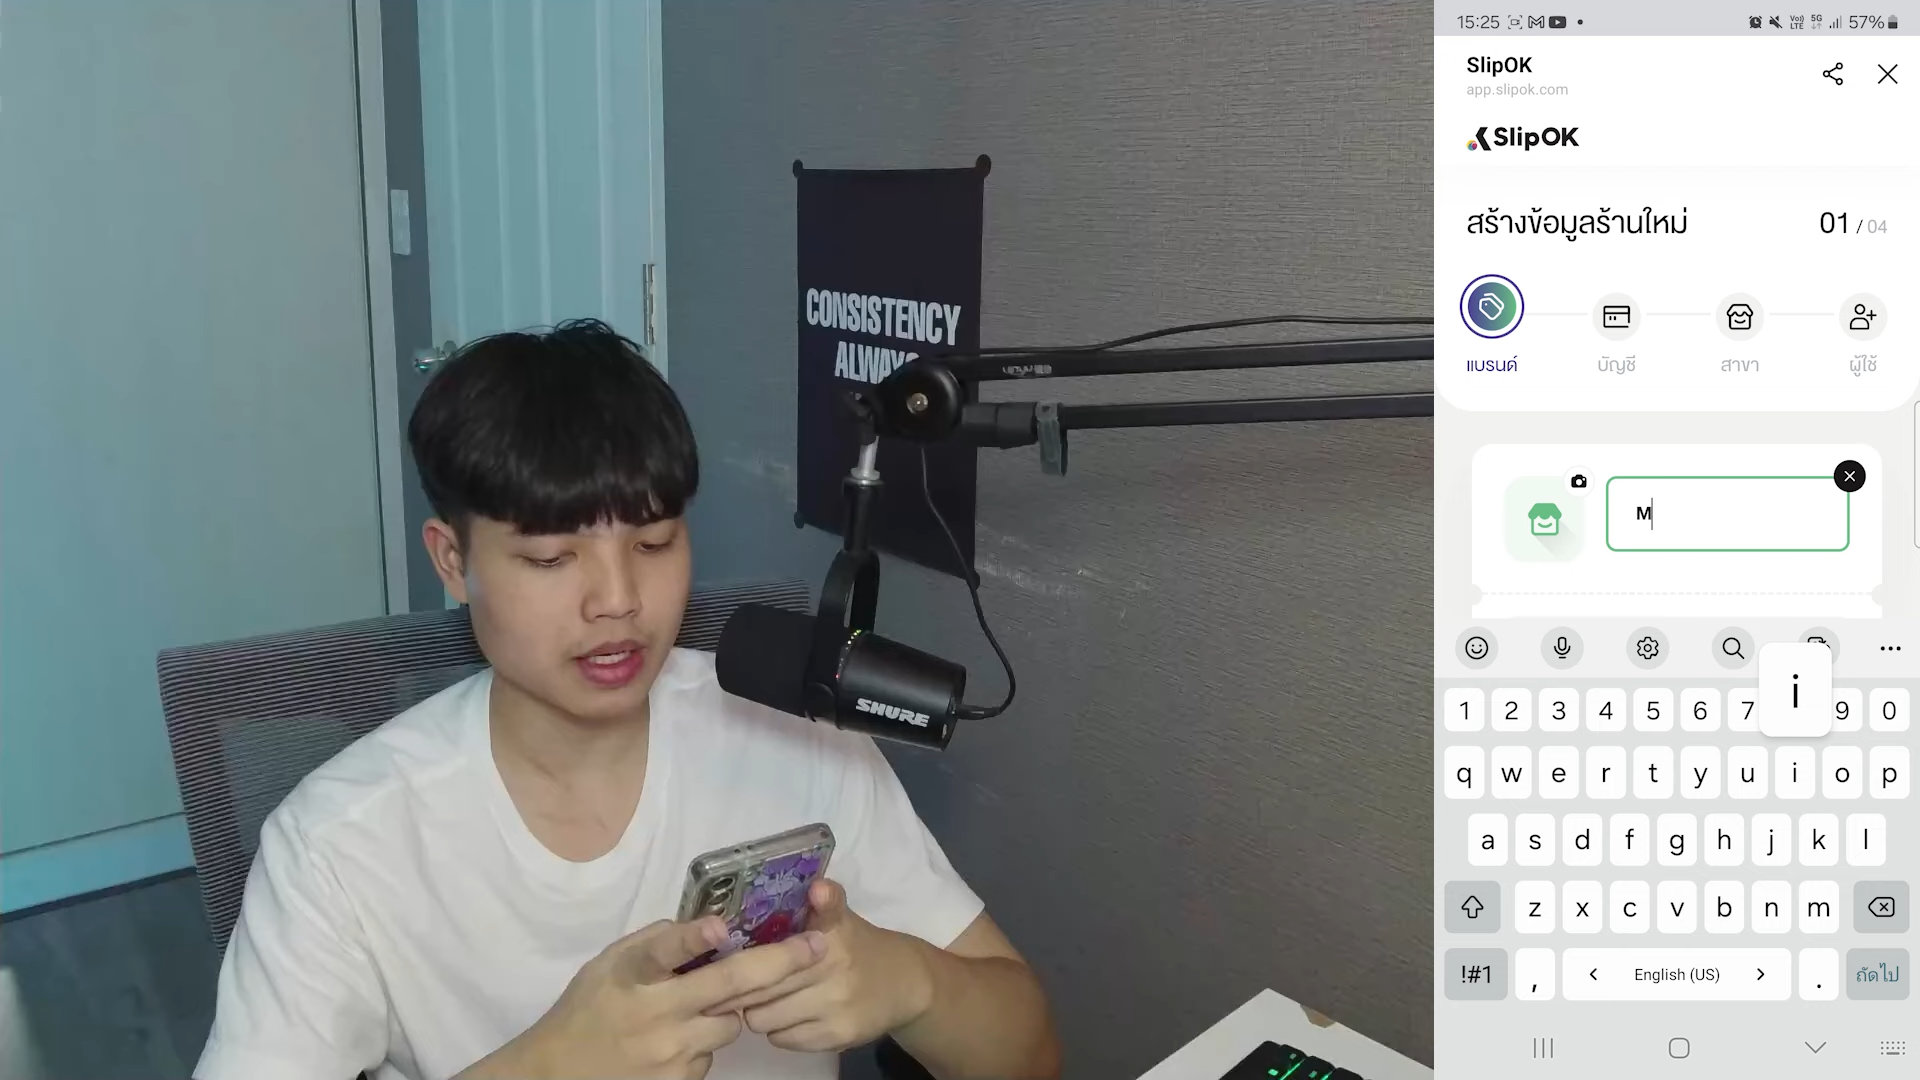 CONSISTENCY
ALWAYS
SHURE
15:25
57%
SlipOK
app.slipok.com
SlipOK
สร้างข้อมูลร้านใหม่
01 / 04
แบรนด์
บัญชี
สาขา
ผู้ใช้
M
i
1 2 3 4 5 6 7 9 0
q w e r t y u i o p
a s d f g h j k l
z x c v b n m
!#1 , < English (US) > . ถัดไป